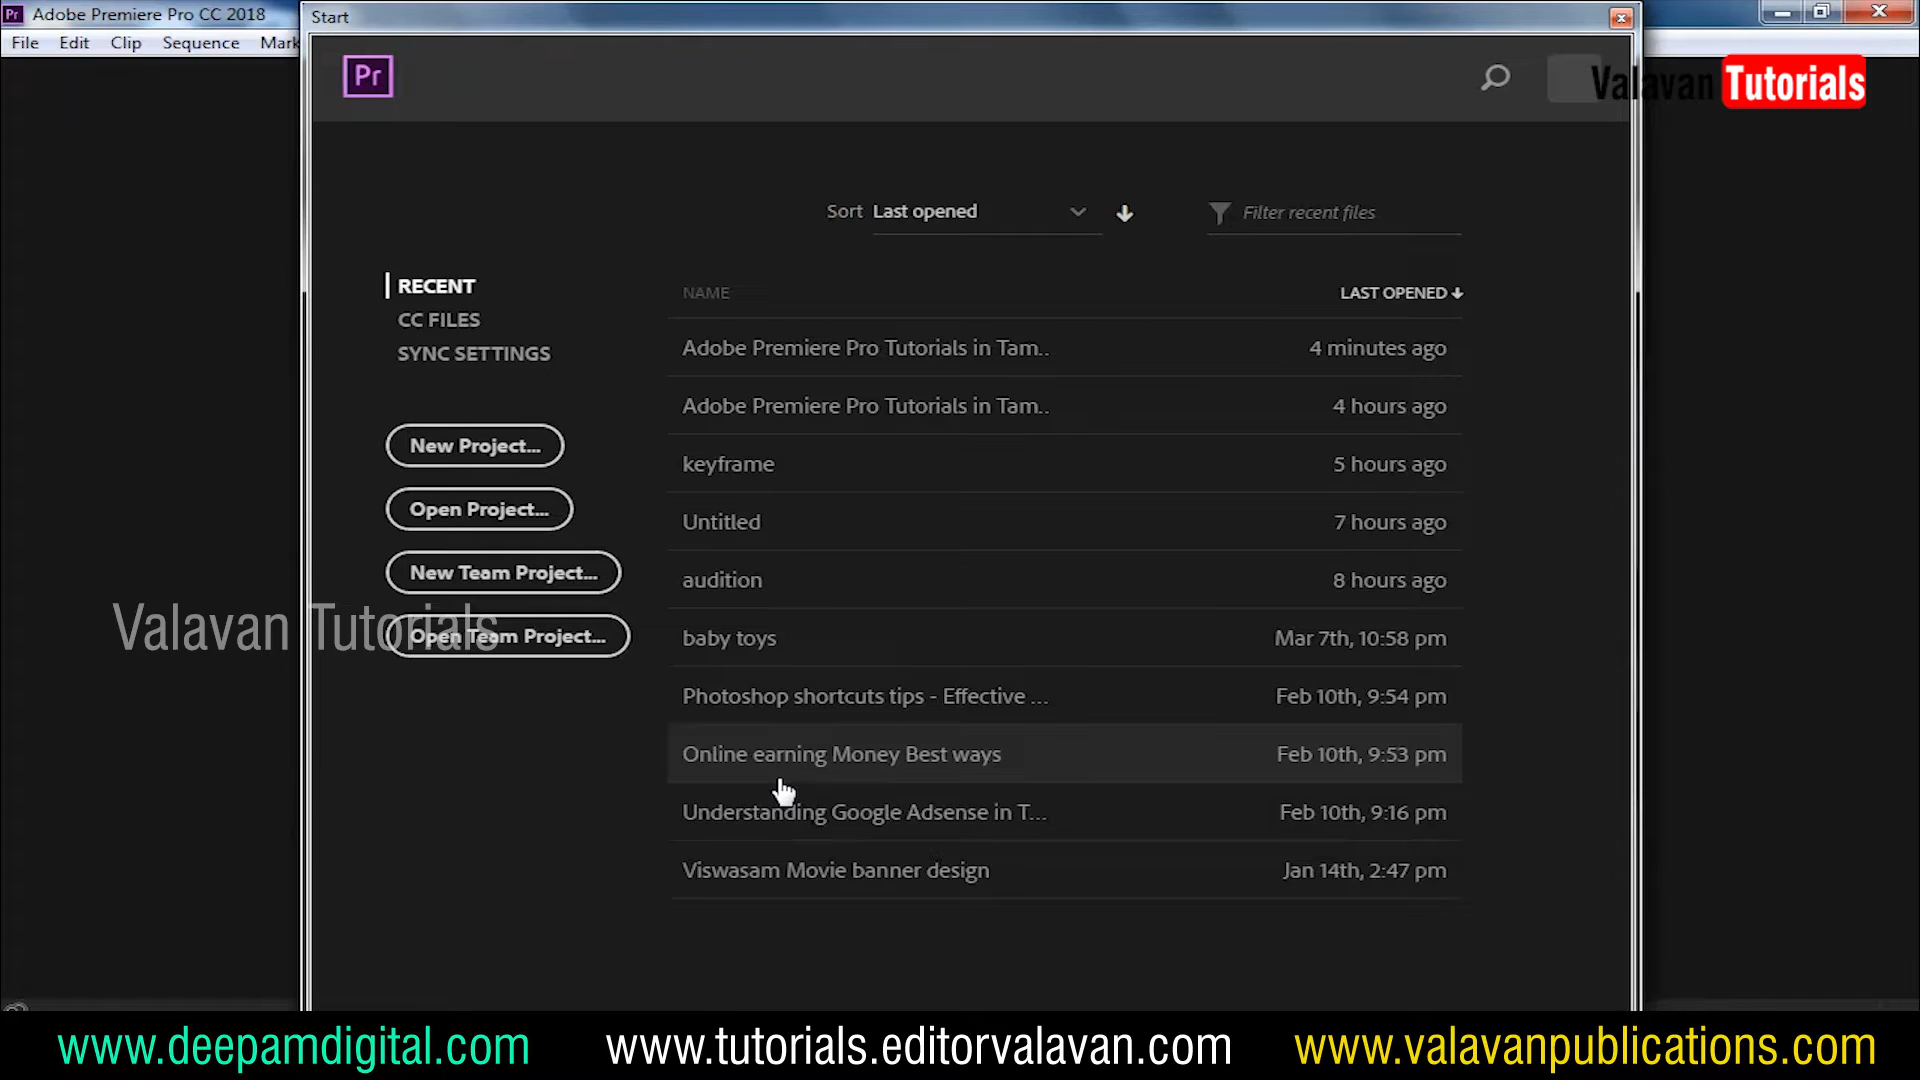 Pr Adobe Premiere Pro CC 2018
Start
File Edit Clip Sequence Mark
Pr
Valavan Tutorials
Sort Last opened
Filter recent files
RECENT
CC FILES
SYNC SETTINGS
New Project...
Open Project...
New Team Project...
Open Team Project...
Valavan Tutorials
NAME LAST OPENED
Adobe Premiere Pro Tutorials in Tam.. 4 minutes ago
Adobe Premiere Pro Tutorials in Tam.. 4 hours ago
keyframe 5 hours ago
Untitled 7 hours ago
audition 8 hours ago
baby toys Mar 7th, 10:58 pm
Photoshop shortcuts tips - Effective ... Feb 10th, 9:54 pm
Online earning Money Best ways Feb 10th, 9:53 pm
Understanding Google Adsense in T... Feb 10th, 9:16 pm
Viswasam Movie banner design Jan 14th, 2:47 pm
www.deepamdigital.com www.tutorials.editorvalavan.com www.valavanpublications.com